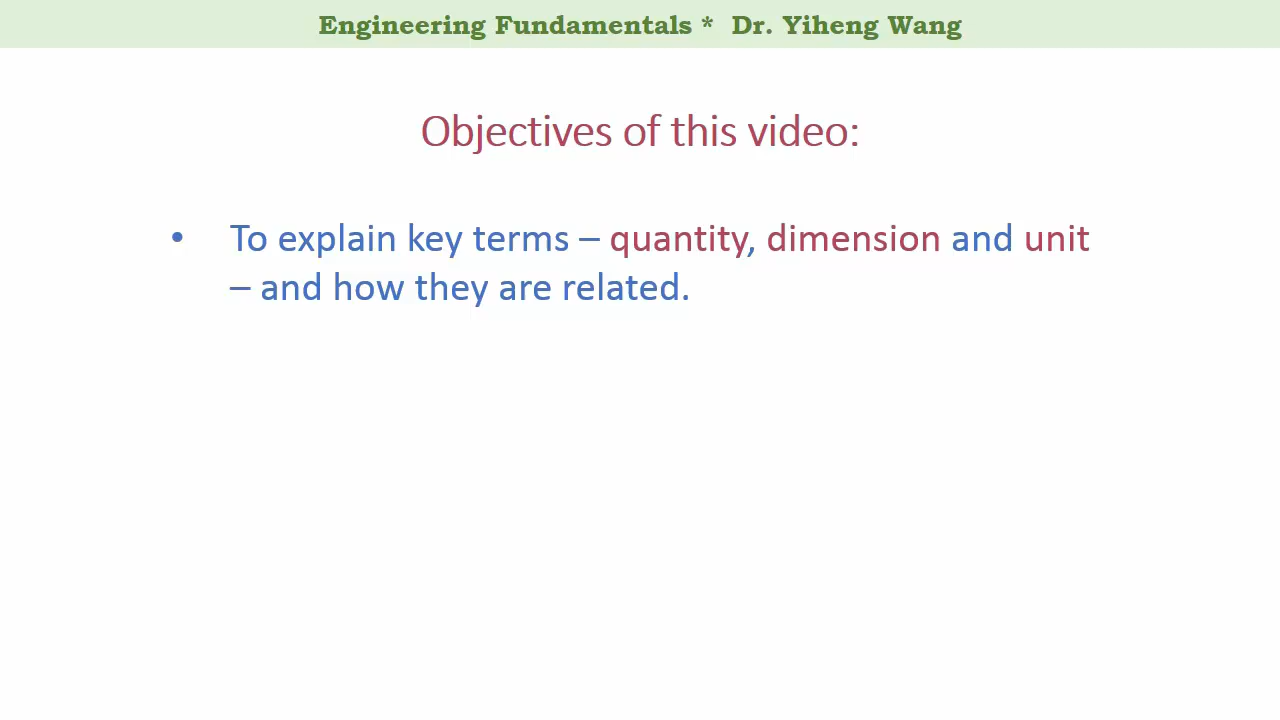 Engineering Fundamentals * Dr. Yiheng Wang
Objectives of this video:
• To explain key terms – quantity, dimension and unit
– and how they are related.